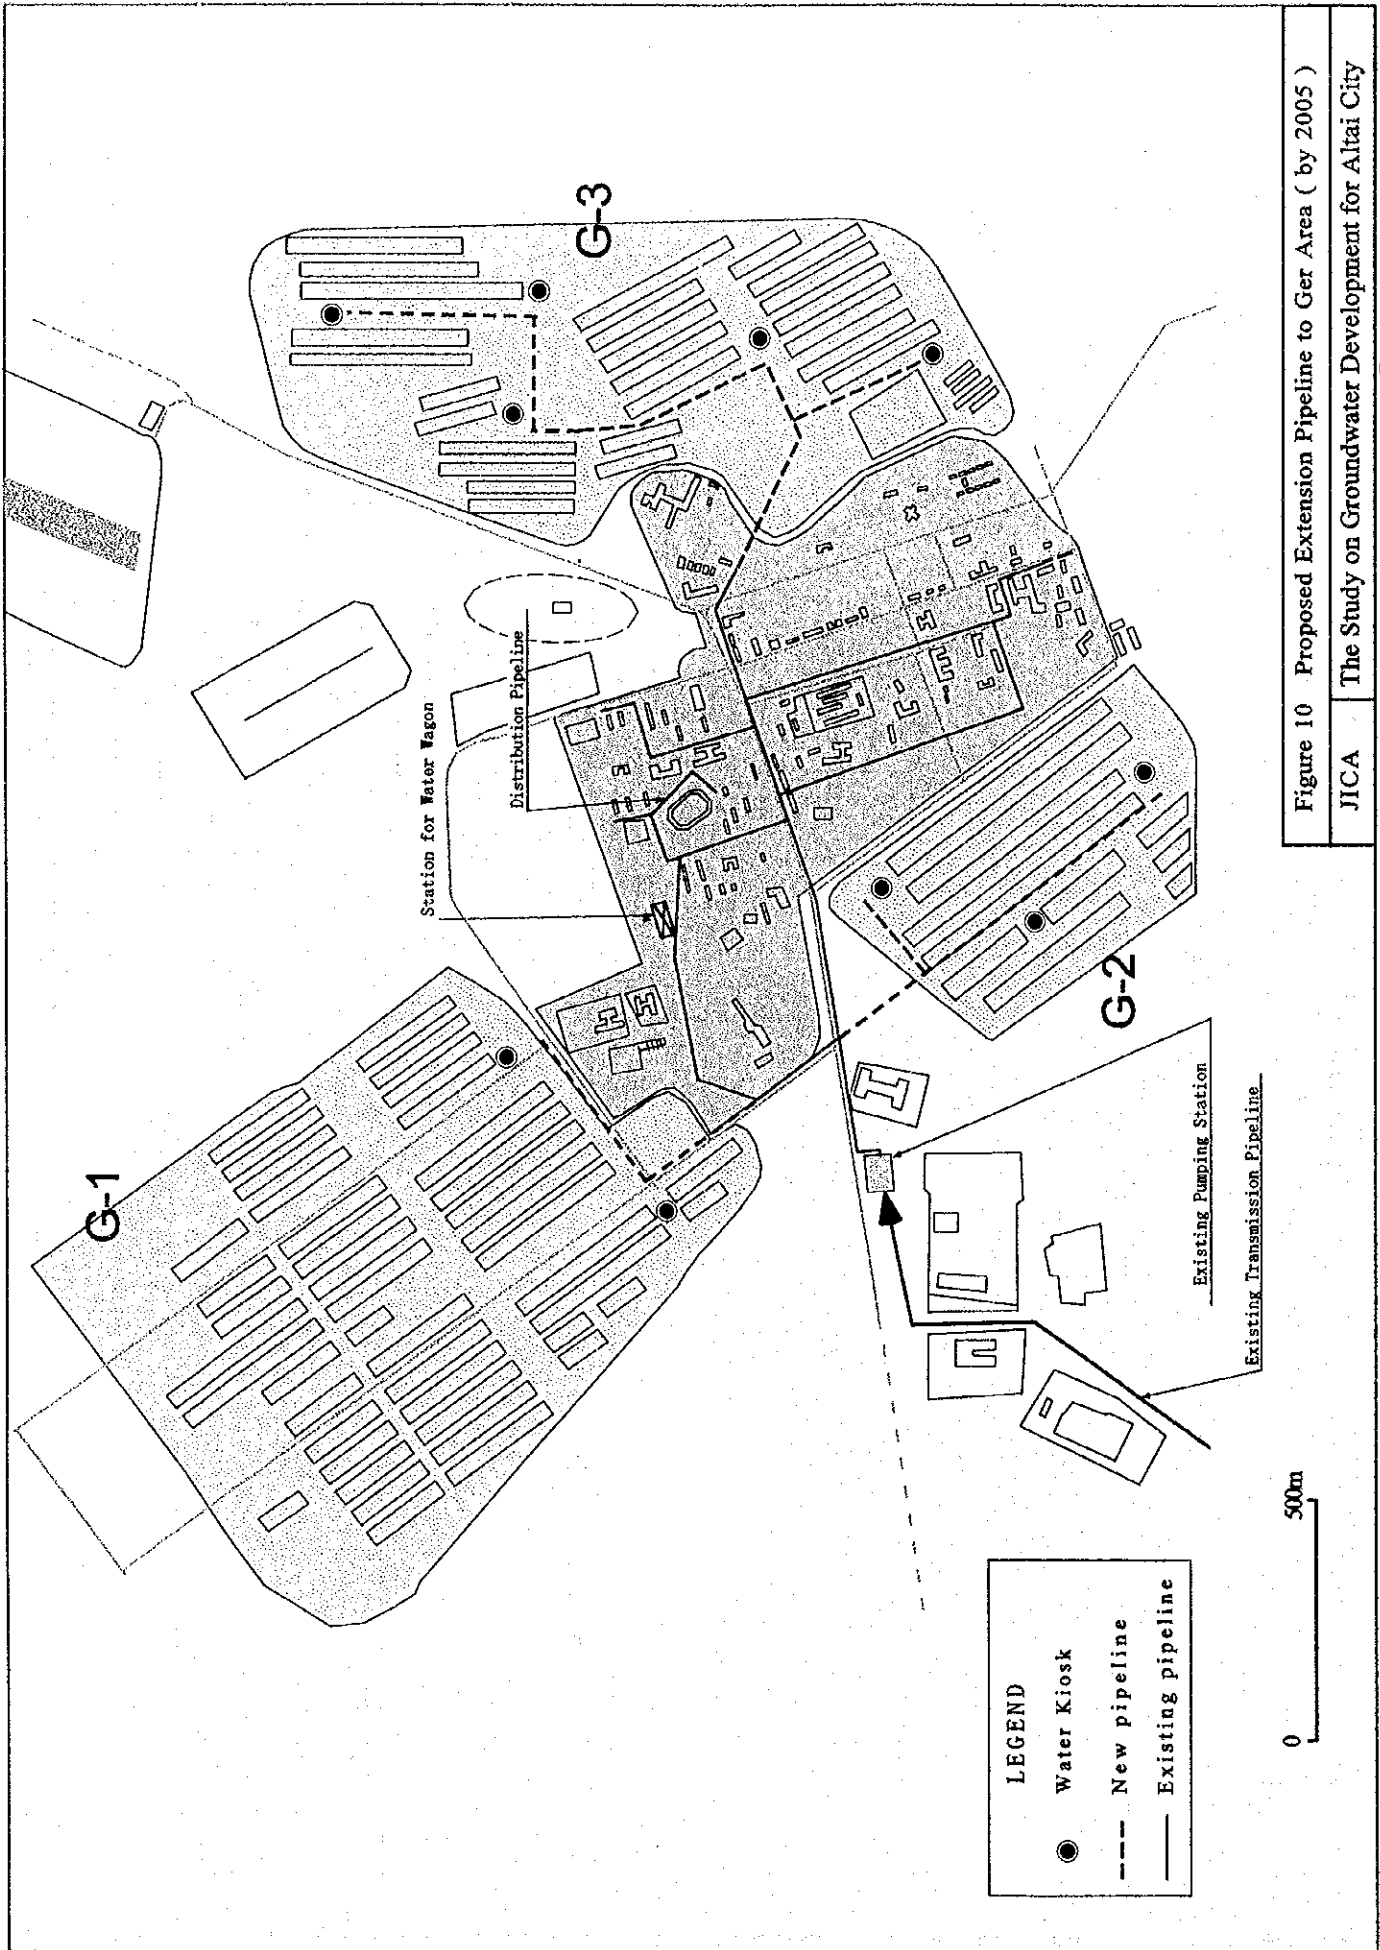 G-1
G-3
Station for Water Wagon
Distribution Pipeline
G-2
Existing Pumping Station
Existing Transmission Pipeline
LEGEND
Water Kiosk
New pipeline
Existing pipeline
0 500m
Figure 10 Proposed Extension Pipeline to Ger Area ( by 2005 )
JICA The Study on Groundwater Development for Altai City